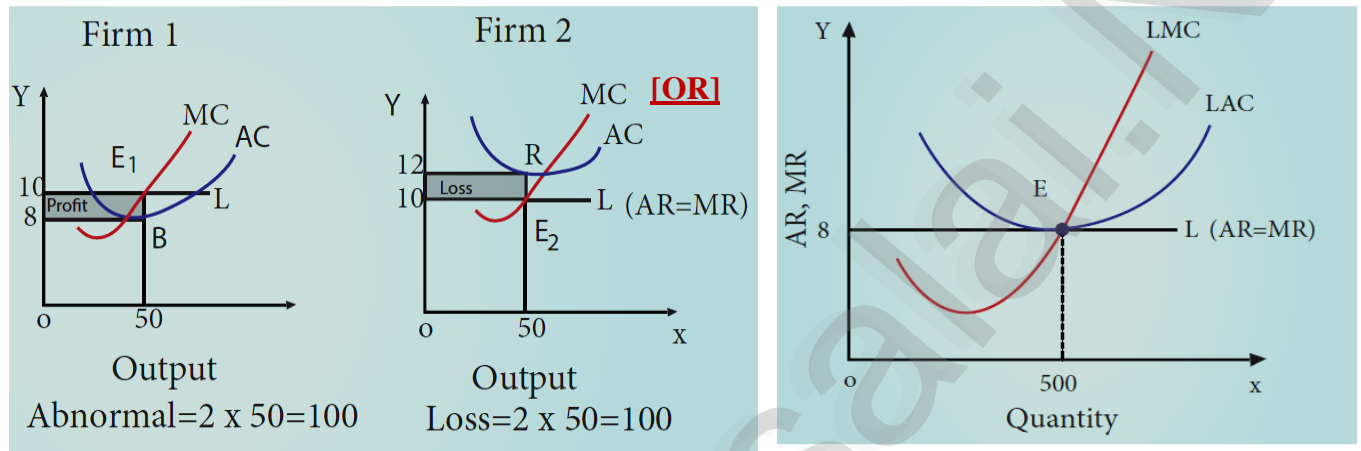 Firm 1
Y
MC
AC
E1
10
Profit
L
8
B
o
50
Output
Abnormal=2 x 50=100
Firm 2
Y
MC
[OR]
AC
12
R
Loss
10
L (AR=MR)
E2
o
50
x
Output
Loss=2 x 50=100
Y
LMC
LAC
AR, MR
E
8
L (AR=MR)
o
500
x
Quantity